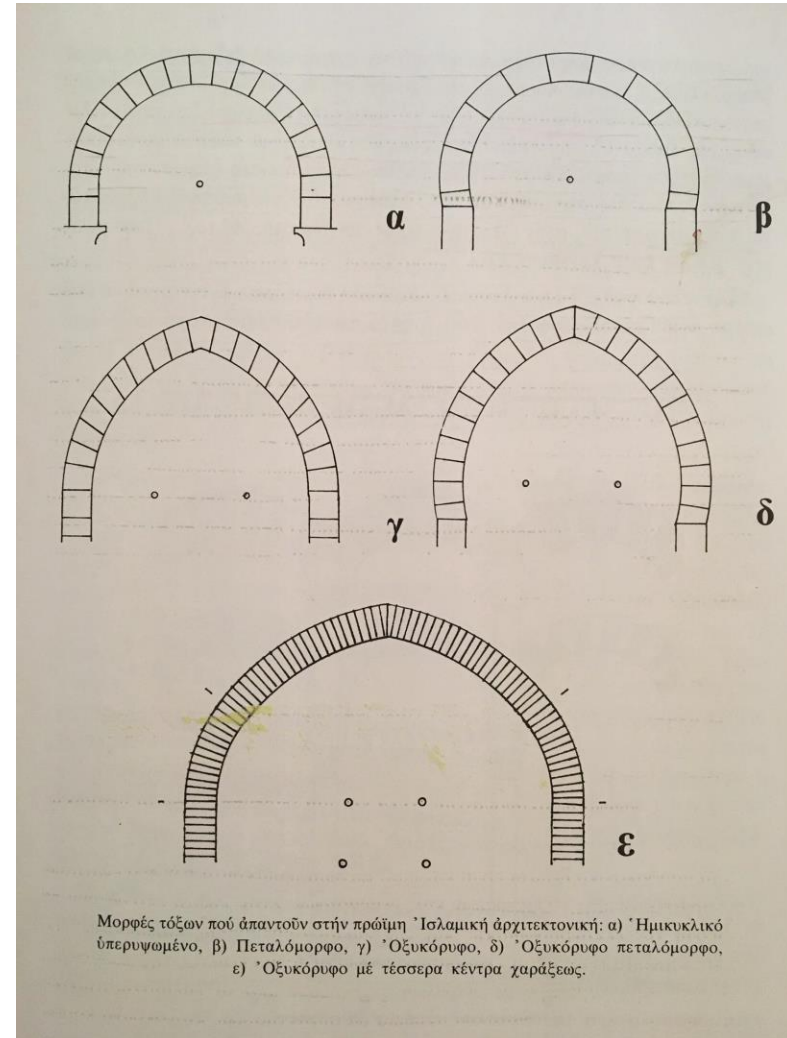 α
β
γ
δ
ε
Μορφές τόξων πού ἀπαντοῦν στήν πρώϊμη Ἰσλαμική ἀρχιτεκτονική: α) Ἡμικυκλικό
ὑπερυψωμένο, β) Πεταλόμορφο, γ) Ὀξυκόρυφο, δ) Ὀξυκόρυφο πεταλόμορφο,
ε) Ὀξυκόρυφο μέ τέσσερα κέντρα χαράξεως.